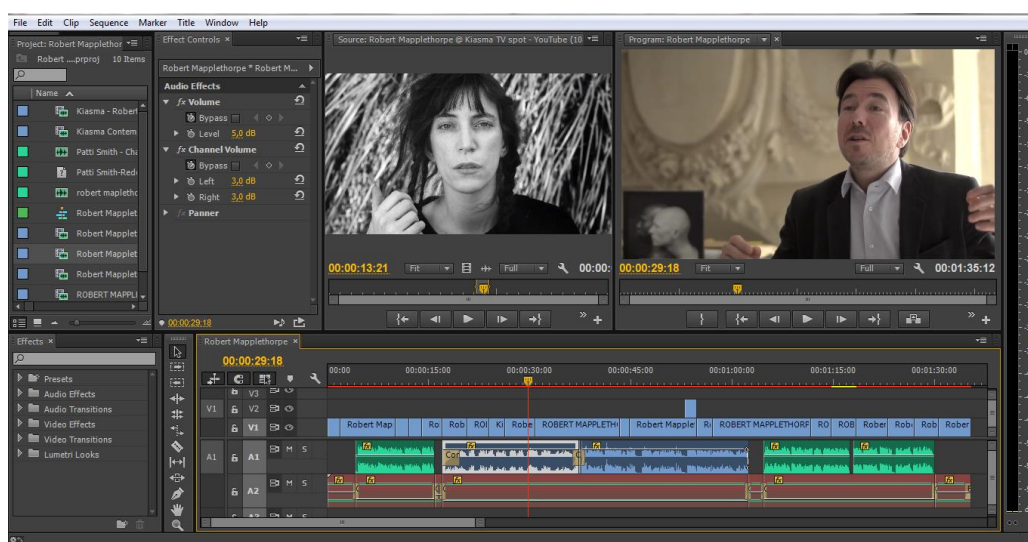 File Edit Clip Sequence Marker Title Window Help
Project: Robert Mapplethor
Robert ....prproj 10 Items
Name
Kiasma - Robert
Kiasma Contem
Patti Smith - Cha
Patti Smith-Red
robert mapletho
Robert Mapplet
Robert Mapplet
Robert Mapplet
Robert Mapplet
ROBERT MAPPL
Effect Controls ×
Robert Mapplethorpe * Robert M...
Audio Effects
fx Volume
Bypass
Level 5,0 dB
fx Channel Volume
Bypass
Left 3,0 dB
Right 3,0 dB
fx Panner
00:00:29:18
Source: Robert Mapplethorpe @ Kiasma TV spot - YouTube (10
00:00:13:21 Fit Full 00:00:
Program: Robert Mapplethorpe ×
00:00:29:18 Fit Full 00:01:35:12
Effects ×
Presets
Audio Effects
Audio Transitions
Video Effects
Video Transitions
Lumetri Looks
Robert Mapplethorpe ×
00:00:29:18
00:00 00:00:15:00 00:00:30:00 00:00:45:00 00:01:00:00 00:01:15:00 00:01:30:00
V3
V1 V2
V1 Robert Map Ro Rob ROI Ki Robe ROBERT MAPPLETH Robert Mapple R ROBERT MAPPLETHORP RO ROB Rober Rob Rob Rober
A1 A1 M S
A2 M S